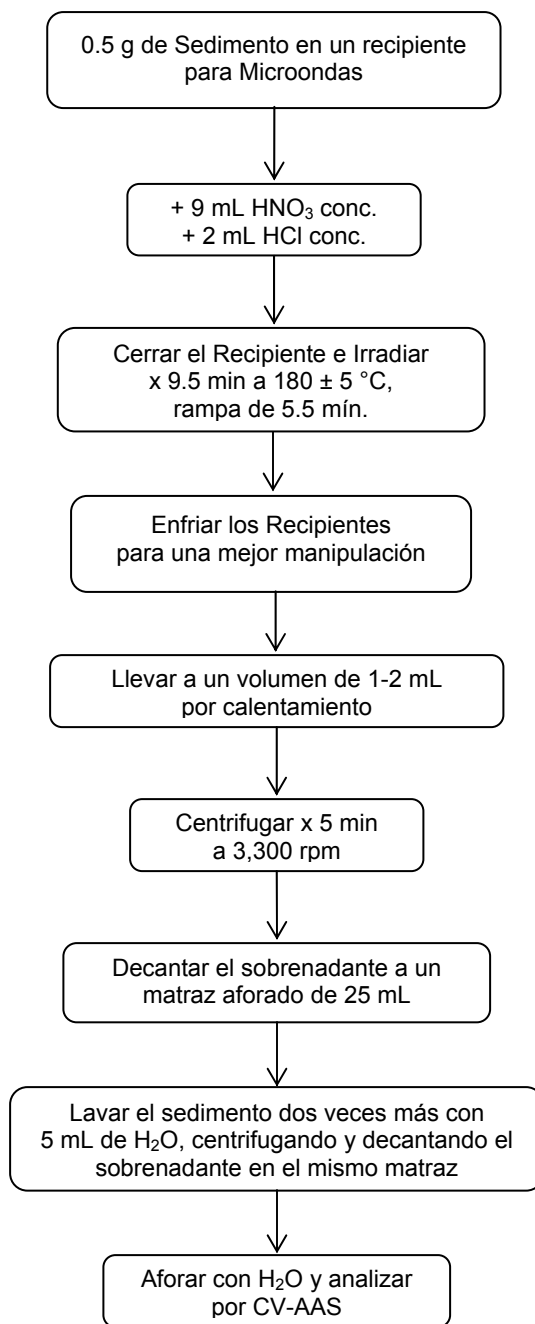 0.5 g de Sedimento en un recipiente
para Microondas
+ 9 mL HNO₃ conc.
+ 2 mL HCl conc.
Cerrar el Recipiente e Irradiar
x 9.5 min a 180 ± 5 °C,
rampa de 5.5 mín.
Enfriar los Recipientes
para una mejor manipulación
Llevar a un volumen de 1-2 mL
por calentamiento
Centrifugar x 5 min
a 3,300 rpm
Decantar el sobrenadante a un
matraz aforado de 25 mL
Lavar el sedimento dos veces más con
5 mL de H₂O, centrifugando y decantando el
sobrenadante en el mismo matraz
Aforar con H₂O y analizar
por CV-AAS